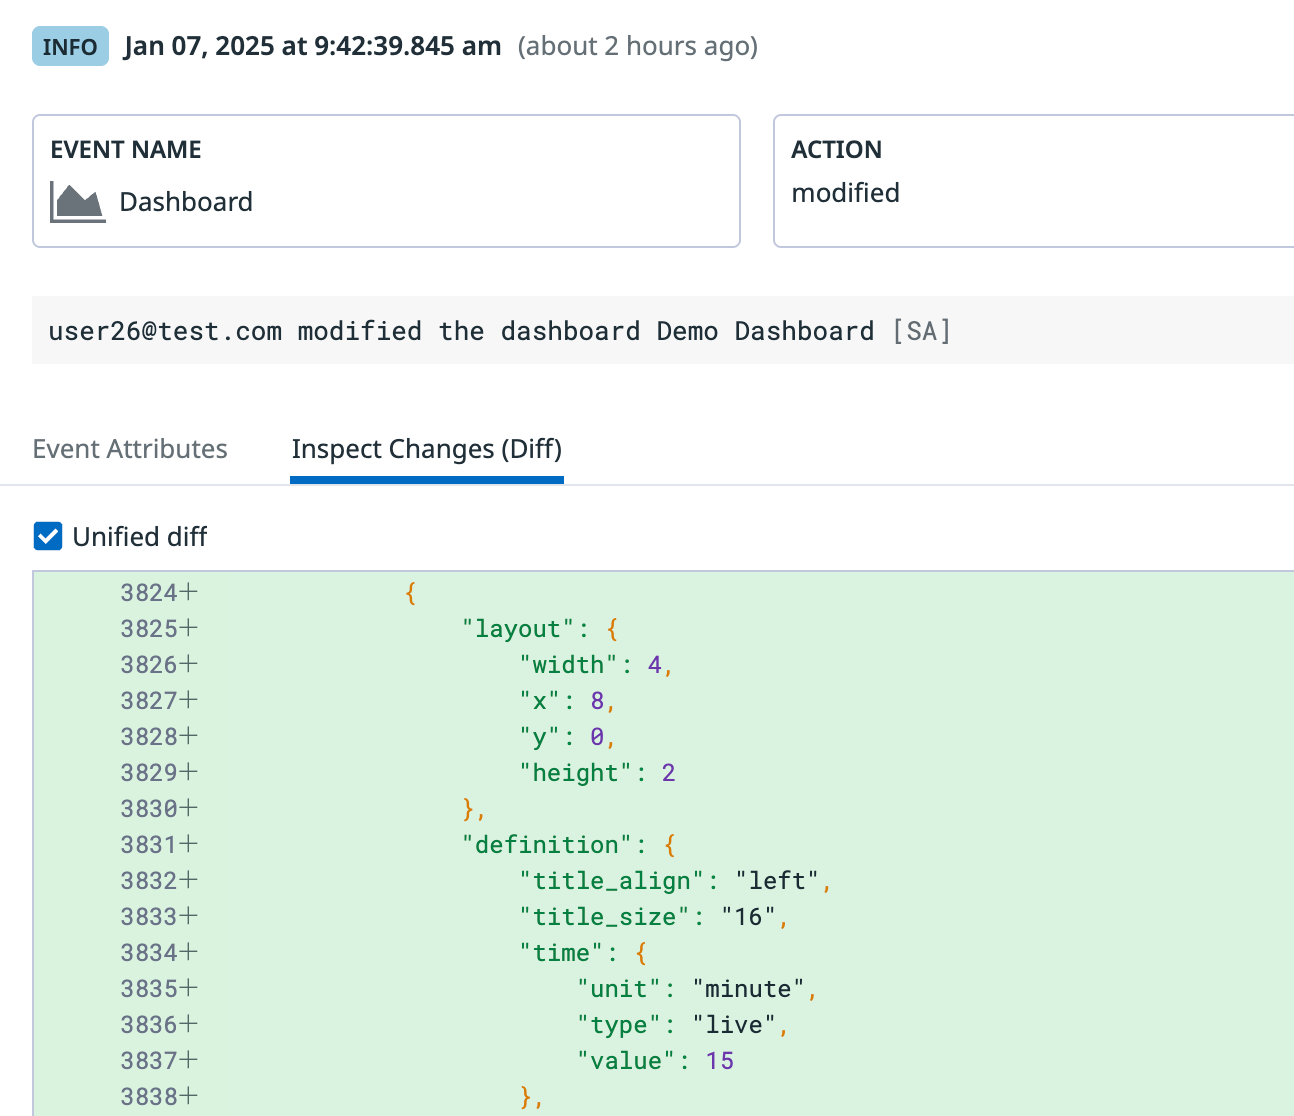 INFO Jan 07, 2025 at 9:42:39.845 am (about 2 hours ago)
EVENT NAME
Dashboard
ACTION
modified
user26@test.com modified the dashboard Demo Dashboard [SA]
Event Attributes Inspect Changes (Diff)
Unified diff
3824+ {
3825+ "layout": {
3826+ "width": 4,
3827+ "x": 8,
3828+ "y": 0,
3829+ "height": 2
3830+ },
3831+ "definition": {
3832+ "title_align": "left",
3833+ "title_size": "16",
3834+ "time": {
3835+ "unit": "minute",
3836+ "type": "live",
3837+ "value": 15
3838+ },